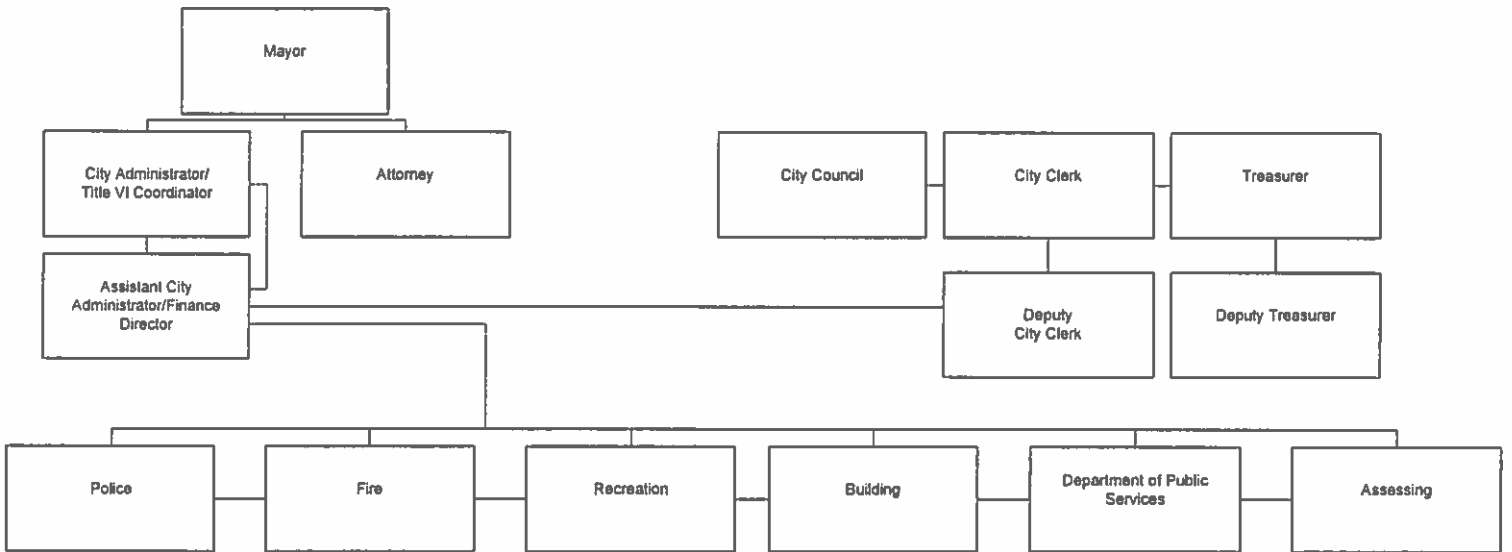 Mayor
City Administrator/
Title VI Coordinator
Attorney
City Council
City Clerk
Treasurer
Assistant City
Administrator/Finance
Director
Deputy
City Clerk
Deputy Treasurer
Police
Fire
Recreation
Building
Department of Public
Services
Assessing